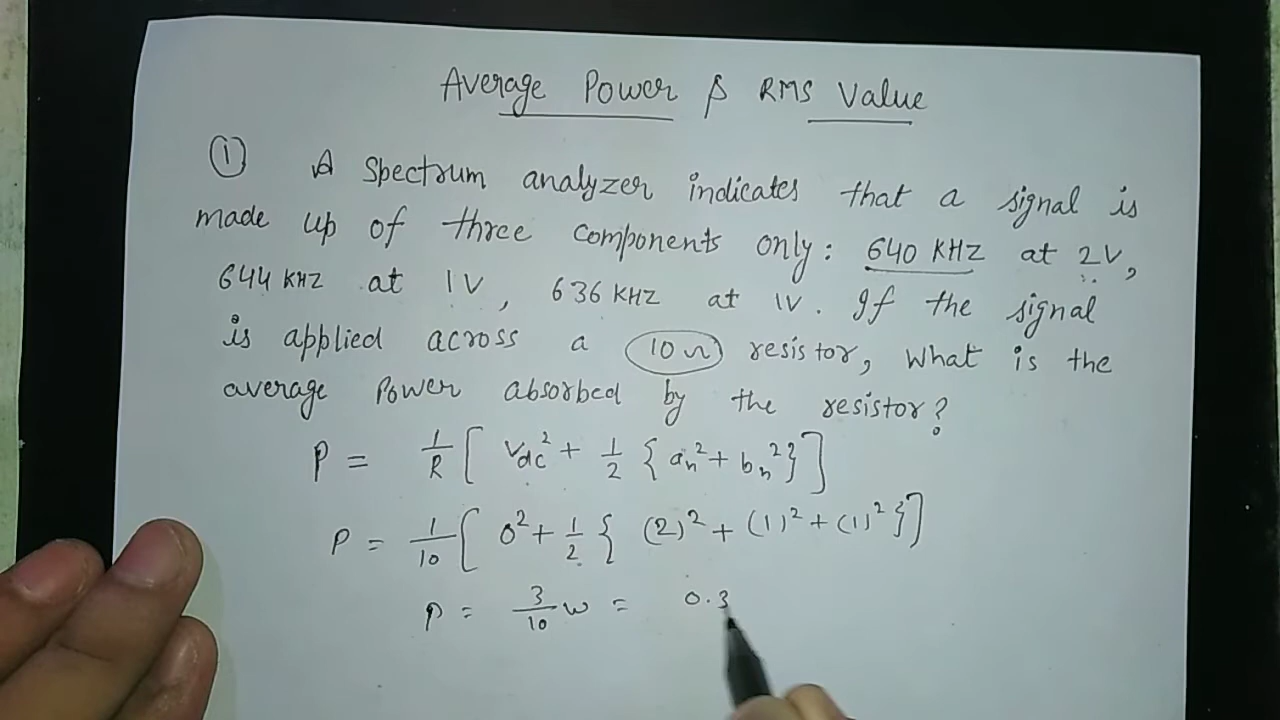 Average Power & RMS Value
① A Spectrum analyzer indicates that a signal is
made up of three components only: 640 KHZ at 2V,
644 KHZ at 1V, 636 KHZ at 1V. If the signal
is applied across a 10Ω resistor, What is the
average Power absorbed by the resistor?
P = 1/R [ Vdc² + 1/2 { aₙ² + bₙ² } ]
P = 1/10 [ 0² + 1/2 { (2)² + (1)² + (1)² } ]
P = 3/10 W = 0.3